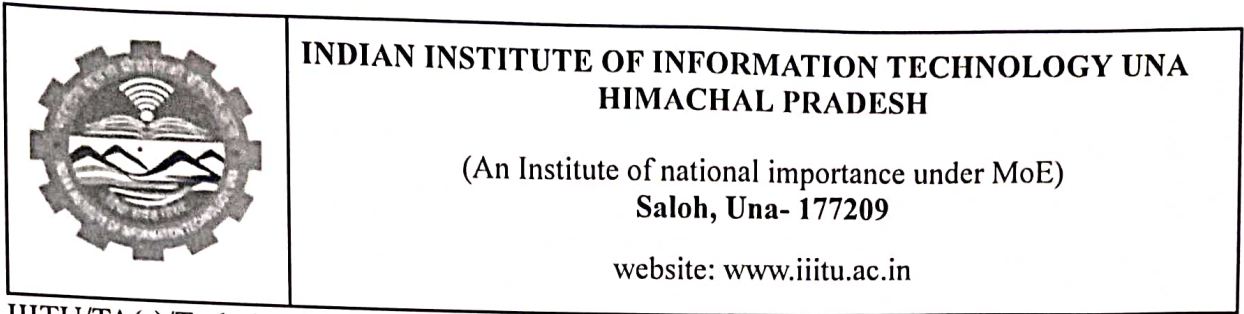 INDIAN INSTITUTE OF INFORMATION TECHNOLOGY UNA
HIMACHAL PRADESH
(An Institute of national importance under MoE)
Saloh, Una- 177209
website: www.iiitu.ac.in